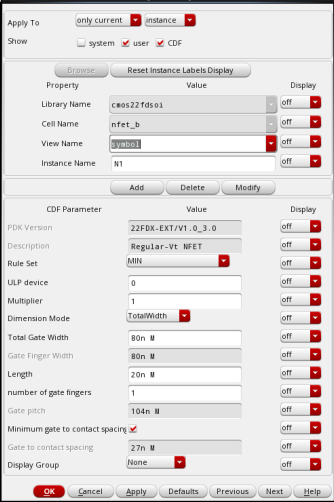 Apply To only current instance
Show system user CDF
Browse Reset Instance Labels Display
Property Value Display
Library Name cmos22fdsoi off
Cell Name nfet_b off
View Name symbol off
Instance Name N1 off
Add Delete Modify
CDF Parameter Value Display
PDK Version 22FDX-EXT/V1.0_3.0 off
Description Regular-Vt NFET off
Rule Set MIN off
ULP device 0 off
Multiplier 1 off
Dimension Mode TotalWidth off
Total Gate Width 80n M off
Gate Finger Width 80n M off
Length 20n M off
number of gate fingers 1 off
Gate pitch 104n M off
Minimum gate to contact spacing off
Gate to contact spacing 27n M off
Display Group None off
OK Cancel Apply Defaults Previous Next Help